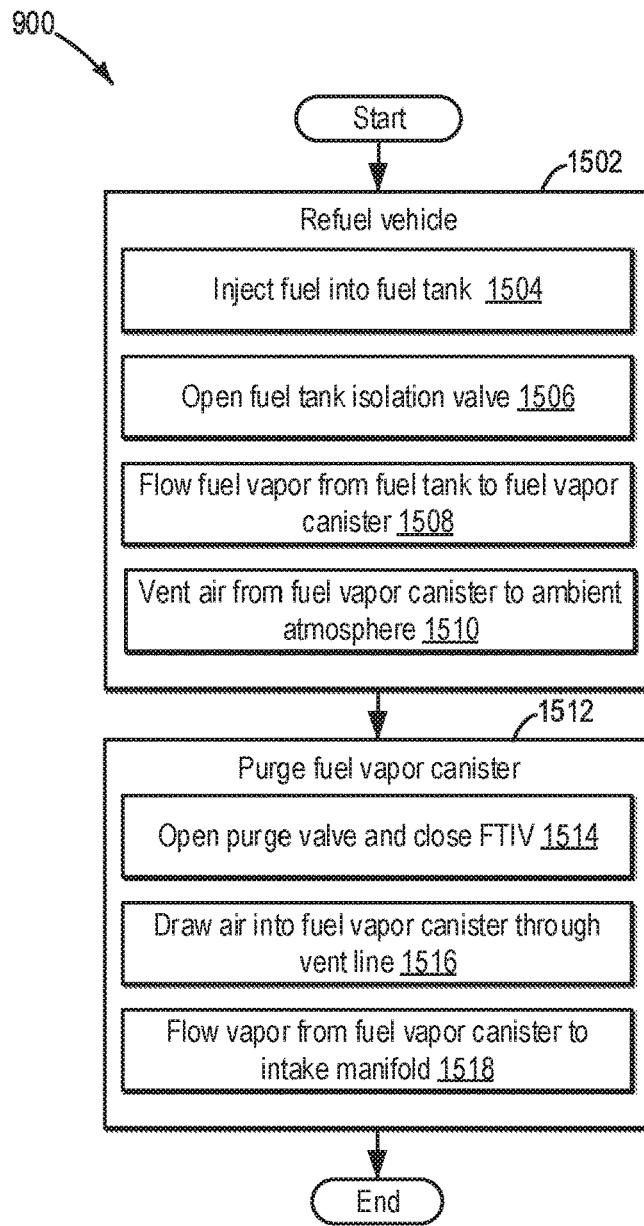 900
Start
1502
Refuel vehicle
Inject fuel into fuel tank 1504
Open fuel tank isolation valve 1506
Flow fuel vapor from fuel tank to fuel vapor
canister 1508
Vent air from fuel vapor canister to ambient
atmosphere 1510
1512
Purge fuel vapor canister
Open purge valve and close FTIV 1514
Draw air into fuel vapor canister through
vent line 1516
Flow vapor from fuel vapor canister to
intake manifold 1518
End